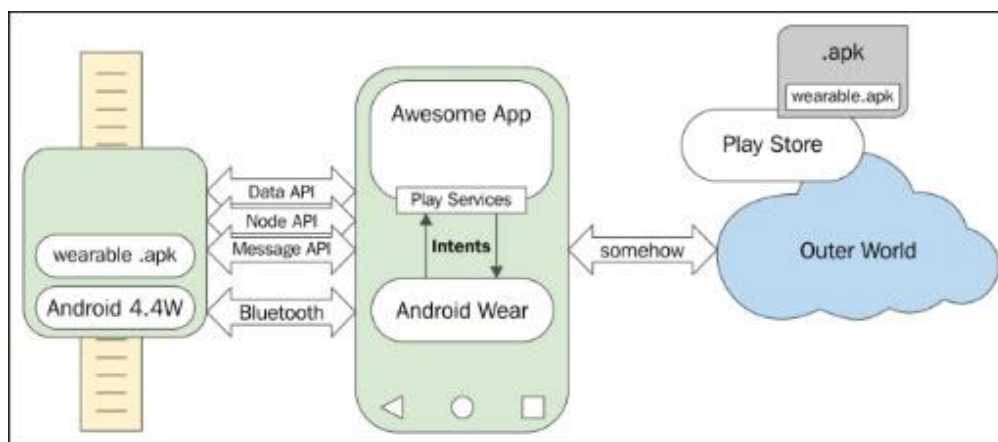 wearable .apk
Android 4.4W
Data API
Node API
Message API
Bluetooth
Awesome App
Play Services
Intents
Android Wear
somehow
.apk
wearable.apk
Play Store
Outer World